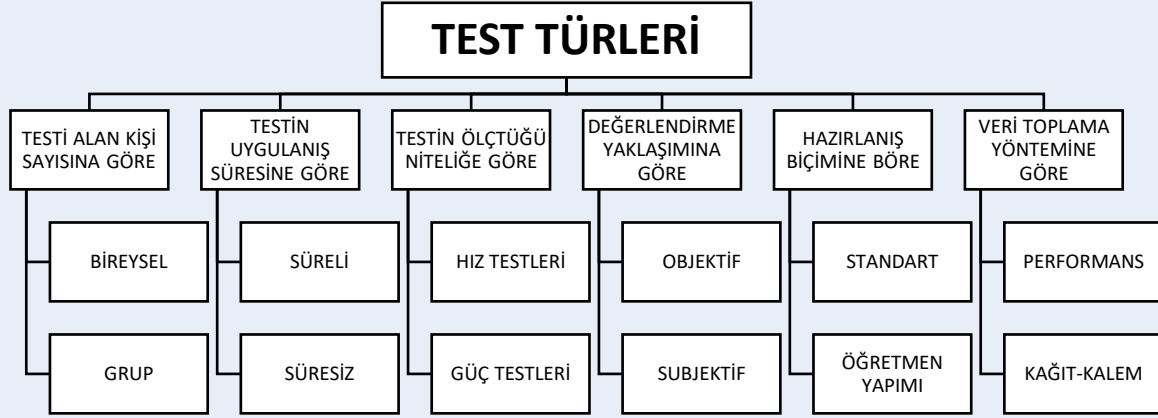 TEST TÜRLERİ
TESTİ ALAN KİŞİ
SAYISINA GÖRE
BİREYSEL
GRUP
TESTİN
UYGULANIŞ
SÜRESİNE GÖRE
SÜRELİ
SÜRESİZ
TESTİN ÖLÇTÜĞÜ
NİTELİĞE GÖRE
HIZ TESTLERİ
GÜÇ TESTLERİ
DEĞERLENDİRME
YAKLAŞIMINA
GÖRE
OBJEKTİF
SUBJEKTİF
HAZIRLANIŞ
BİÇİMİNE BÖRE
STANDART
ÖĞRETMEN
YAPIMI
VERİ TOPLAMA
YÖNTEMİNE
GÖRE
PERFORMANS
KAĞIT-KALEM